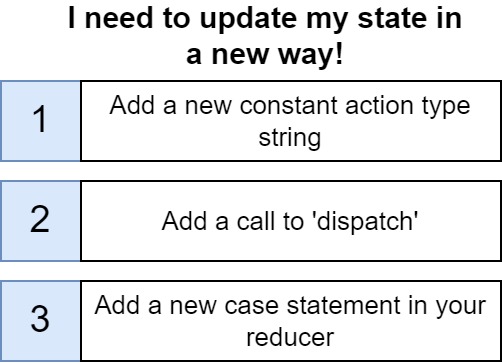 I need to update my state in
a new way!
1
Add a new constant action type
string
2
Add a call to 'dispatch'
3
Add a new case statement in your
reducer